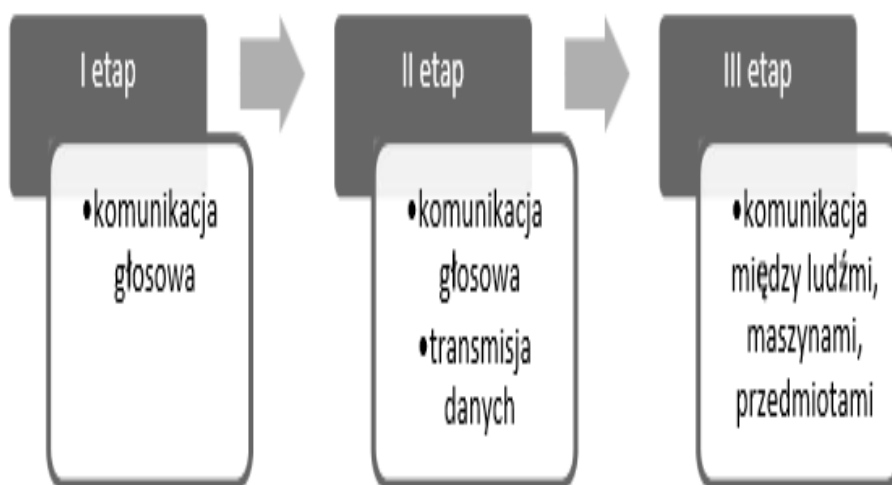 I etap
•komunikacja
głosowa
II etap
•komunikacja
głosowa
•transmisja
danych
III etap
•komunikacja
między ludźmi,
maszynami,
przedmiotami